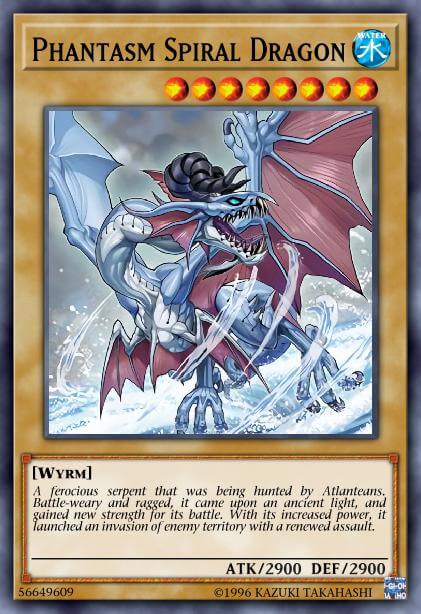 Phantasm Spiral Dragon
WATER
水
[Wyrm]
A ferocious serpent that was being hunted by Atlanteans.
Battle-weary and ragged, it came upon an ancient light, and
gained new strength for its battle. With its increased power, it
launched an invasion of enemy territory with a renewed assault.
ATK/2900 DEF/2900
56649609
©1996 KAZUKI TAKAHASHI